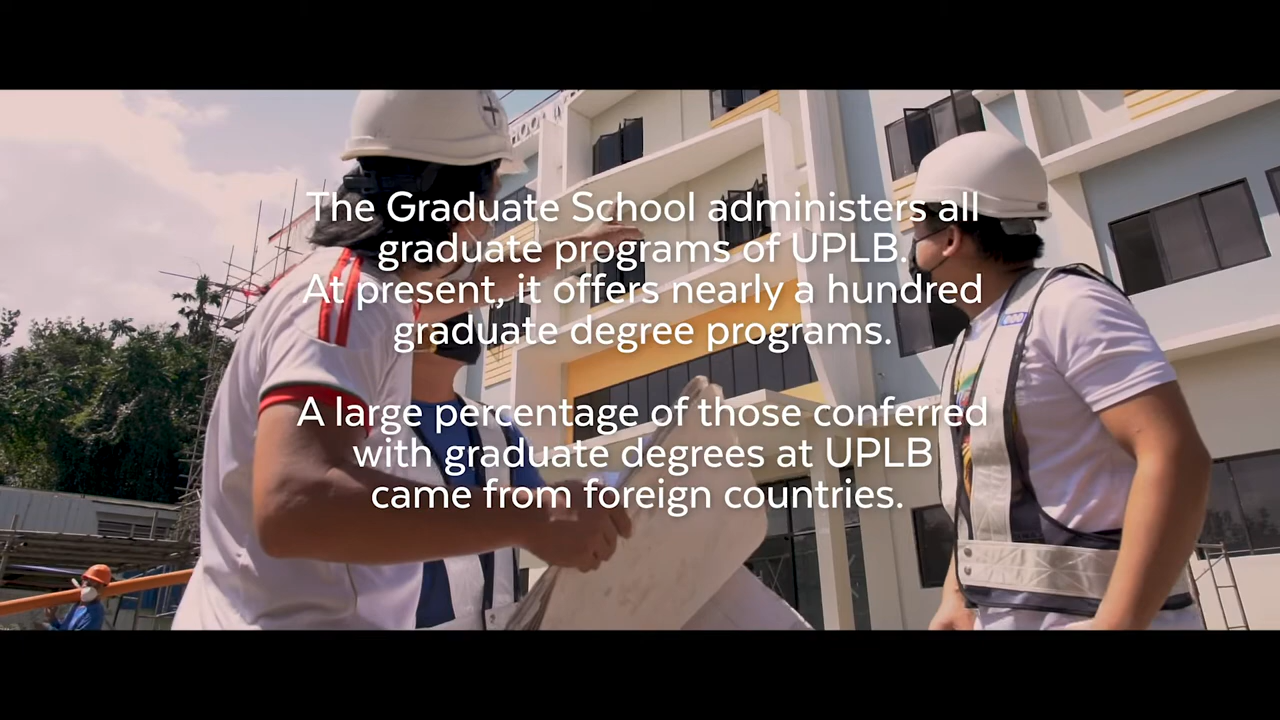 The Graduate School administers all
graduate programs of UPLB.
At present, it offers nearly a hundred
graduate degree programs.
A large percentage of those conferred
with graduate degrees at UPLB
came from foreign countries.